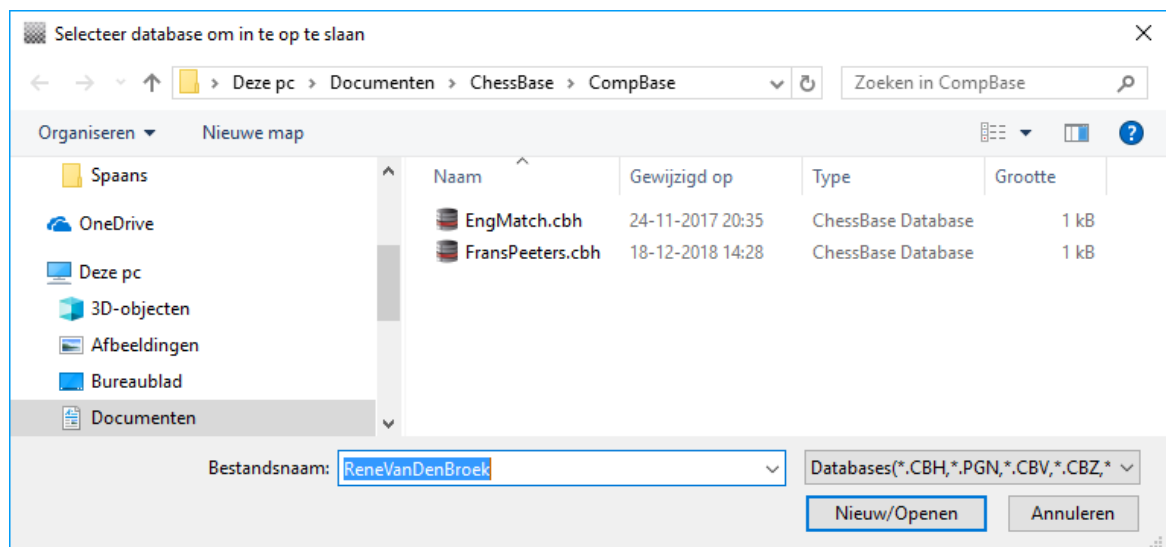 Selecteer database om in te op te slaan
Deze pc > Documenten > ChessBase > CompBase
Zoeken in CompBase
Organiseren Nieuwe map
Spaans
OneDrive
Deze pc
3D-objecten
Afbeeldingen
Bureaublad
Documenten
Naam Gewijzigd op Type Grootte
EngMatch.cbh 24-11-2017 20:35 ChessBase Database 1 kB
FransPeeters.cbh 18-12-2018 14:28 ChessBase Database 1 kB
Bestandsnaam: ReneVanDenBroek
Databases(*.CBH,*.PGN,*.CBV,*.CBZ,*
Nieuw/Openen Annuleren